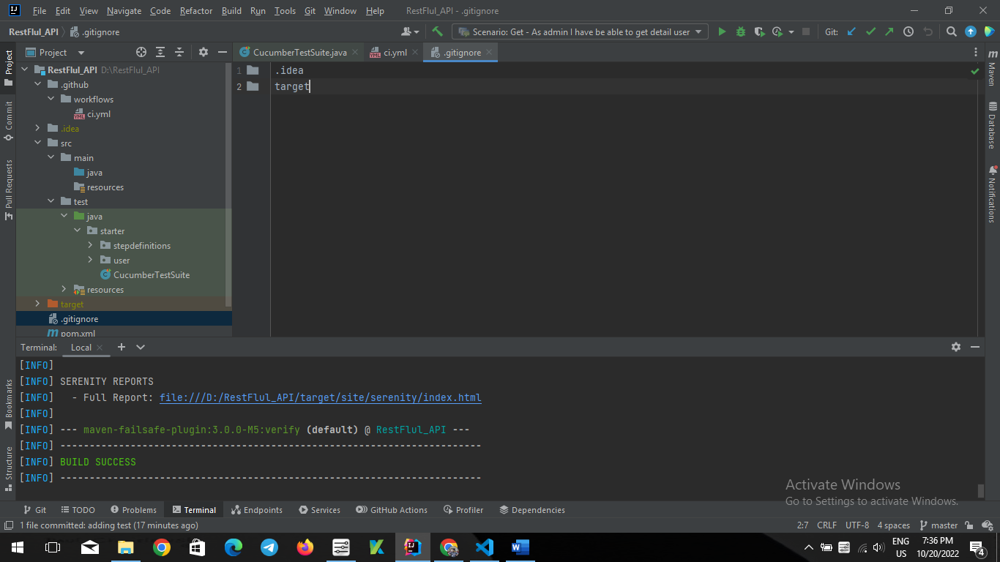 File Edit View Navigate Code Refactor Build Run Tools Git Window Help RestFlul_API - .gitignore
RestFlul_API .gitignore Scenario: Get - As admin I have be able to get detail user Git:
Project CucumberTestSuite.java ci.yml .gitignore
RestFlul_API D:\RestFlul_API
.github
workflows
ci.yml
.idea
src
main
java
resources
test
java
starter
stepdefinitions
user
CucumberTestSuite
resources
target
.gitignore
pom.xml
1 .idea
2 target
Project
Commit
Pull Requests
Bookmarks
Structure
Maven
Database
Notifications
Terminal: Local
[INFO]
[INFO] SERENITY REPORTS
[INFO] - Full Report: file:///D:/RestFlul_API/target/site/serenity/index.html
[INFO]
[INFO] --- maven-failsafe-plugin:3.0.0-M5:verify (default) @ RestFlul_API ---
[INFO] ------------------------------------------------------------------------
[INFO] BUILD SUCCESS
[INFO] ------------------------------------------------------------------------
Activate Windows
Go to Settings to activate Windows.
Git TODO Problems Terminal Endpoints Services GitHub Actions Profiler Dependencies
1 file committed: adding test (17 minutes ago) 2:7 CRLF UTF-8 4 spaces master
ENG 7:36 PM
US 10/20/2022 4